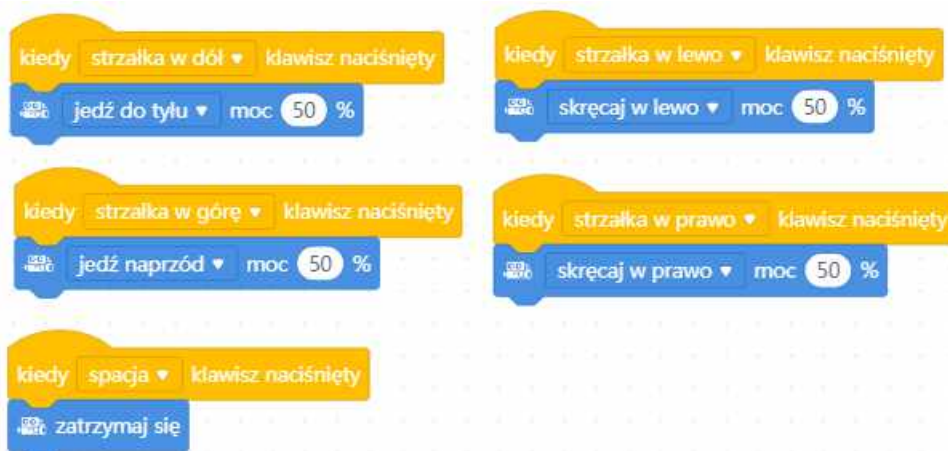 kiedy strzałka w dół klawisz naciśnięty
jedź do tyłu moc 50 %
kiedy strzałka w lewo klawisz naciśnięty
skręcaj w lewo moc 50 %
kiedy strzałka w górę klawisz naciśnięty
jedź naprzód moc 50 %
kiedy strzałka w prawo klawisz naciśnięty
skręcaj w prawo moc 50 %
kiedy spacja klawisz naciśnięty
zatrzymaj się